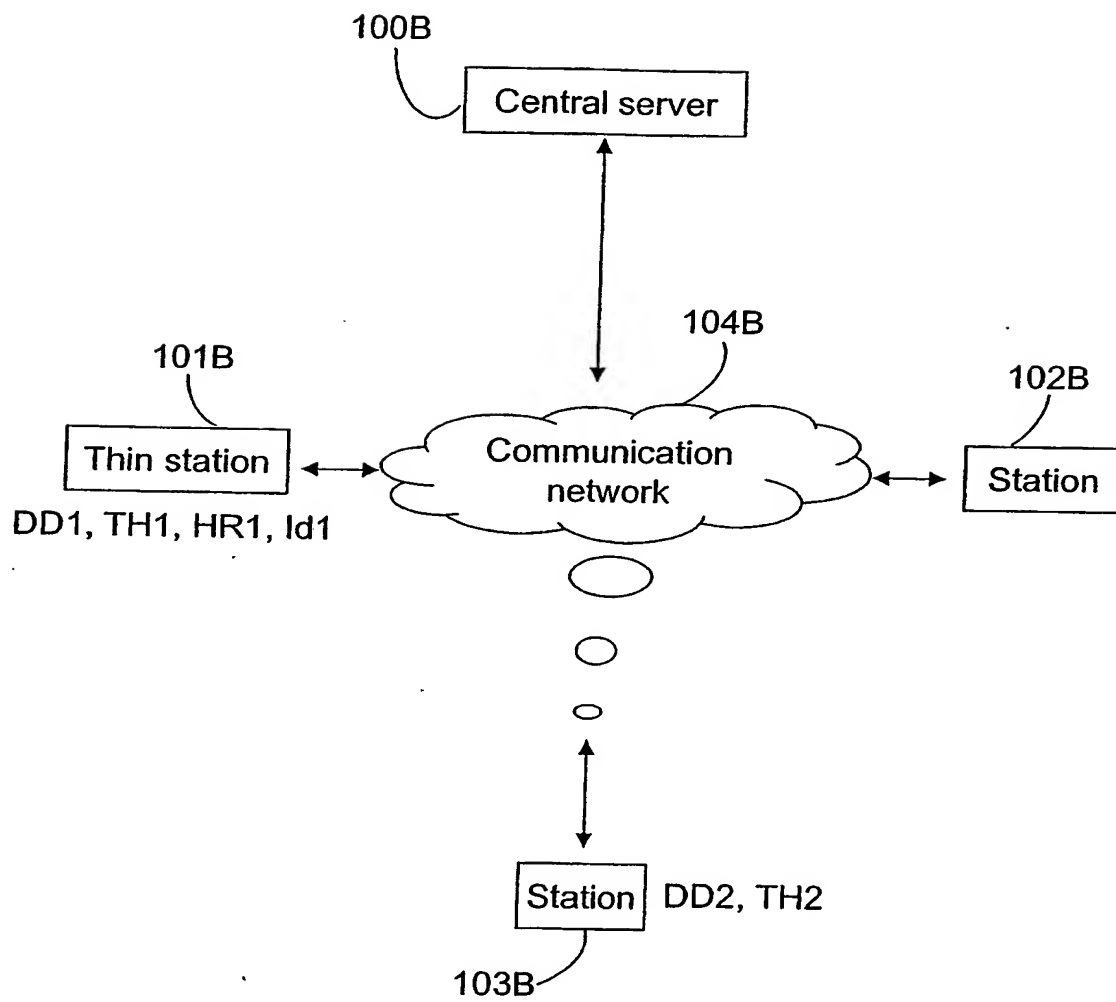 100B
Central server
104B
101B
102B
Thin station
Communication
network
Station
DD1, TH1, HR1, Id1
Station
DD2, TH2
103B